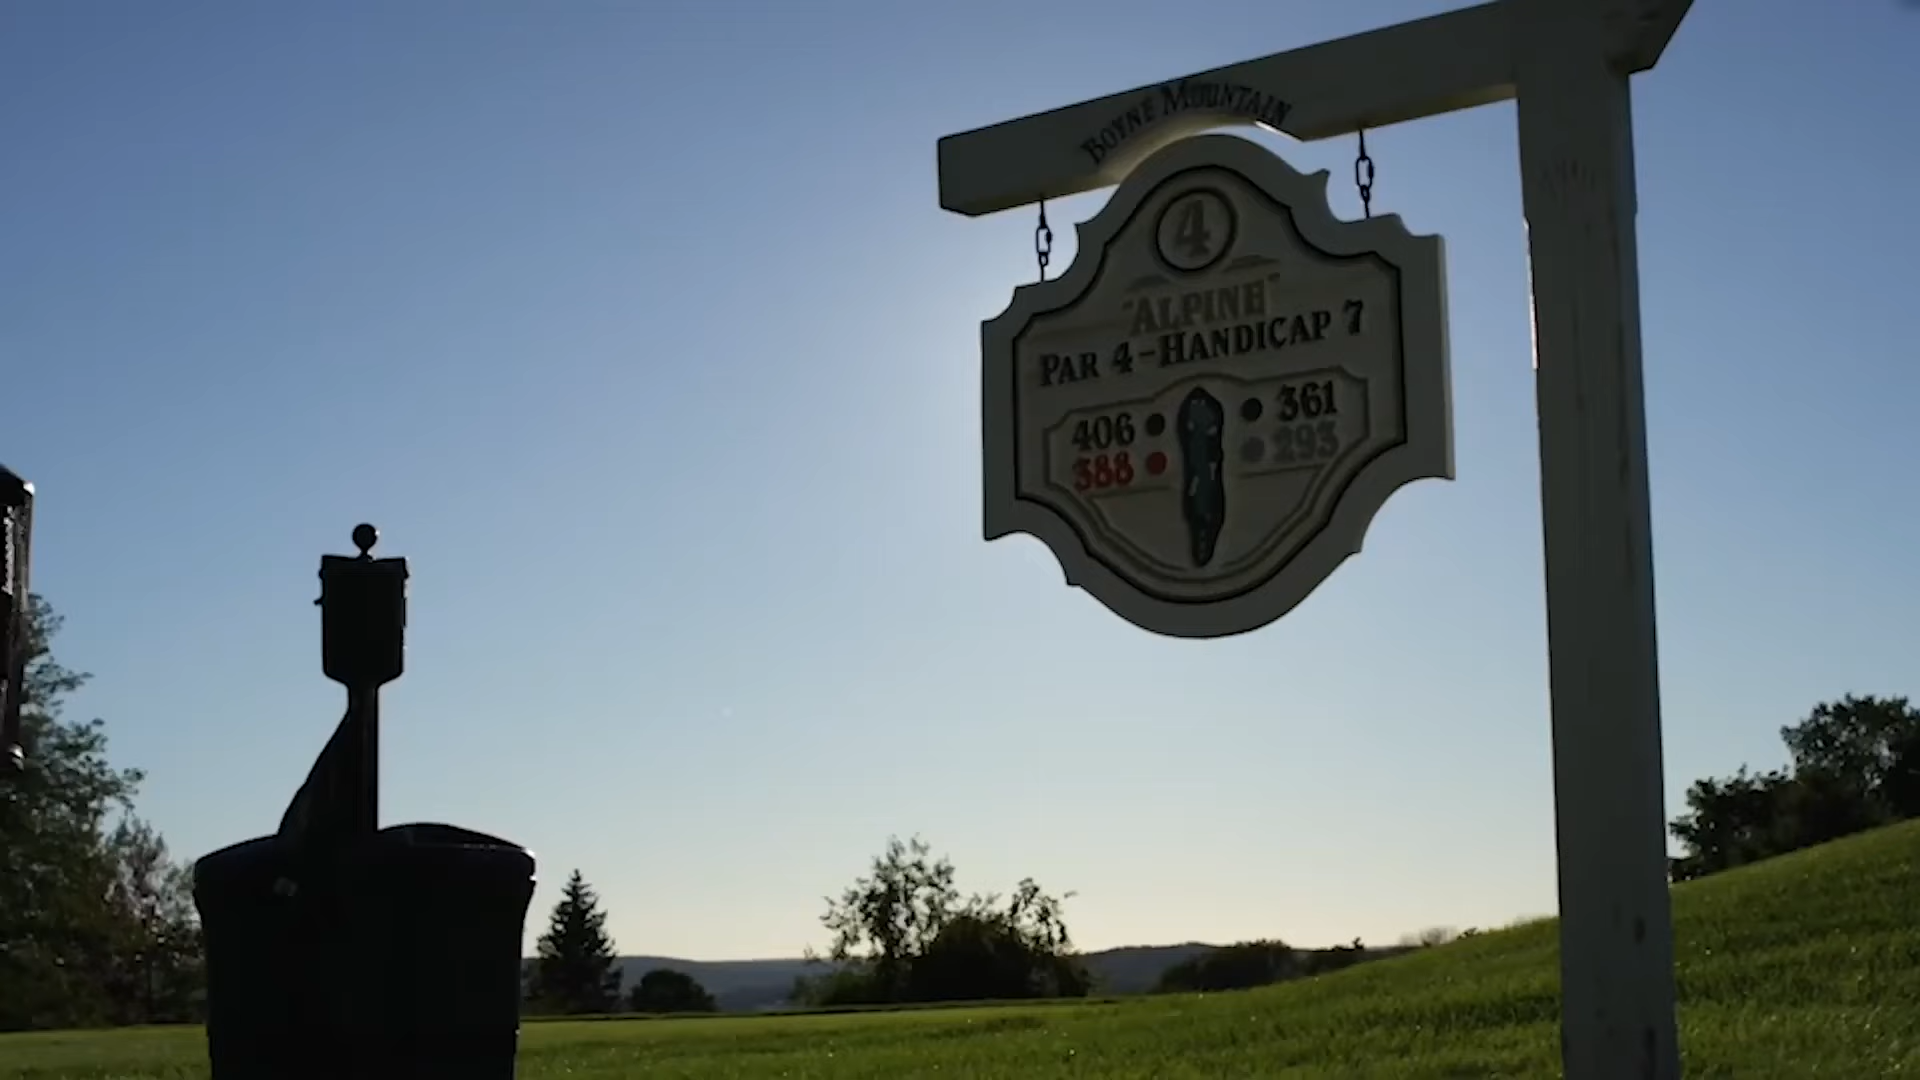 BOYNE MOUNTAIN
4
"ALPINE"
PAR 4-HANDICAP 7
406 361
388 293